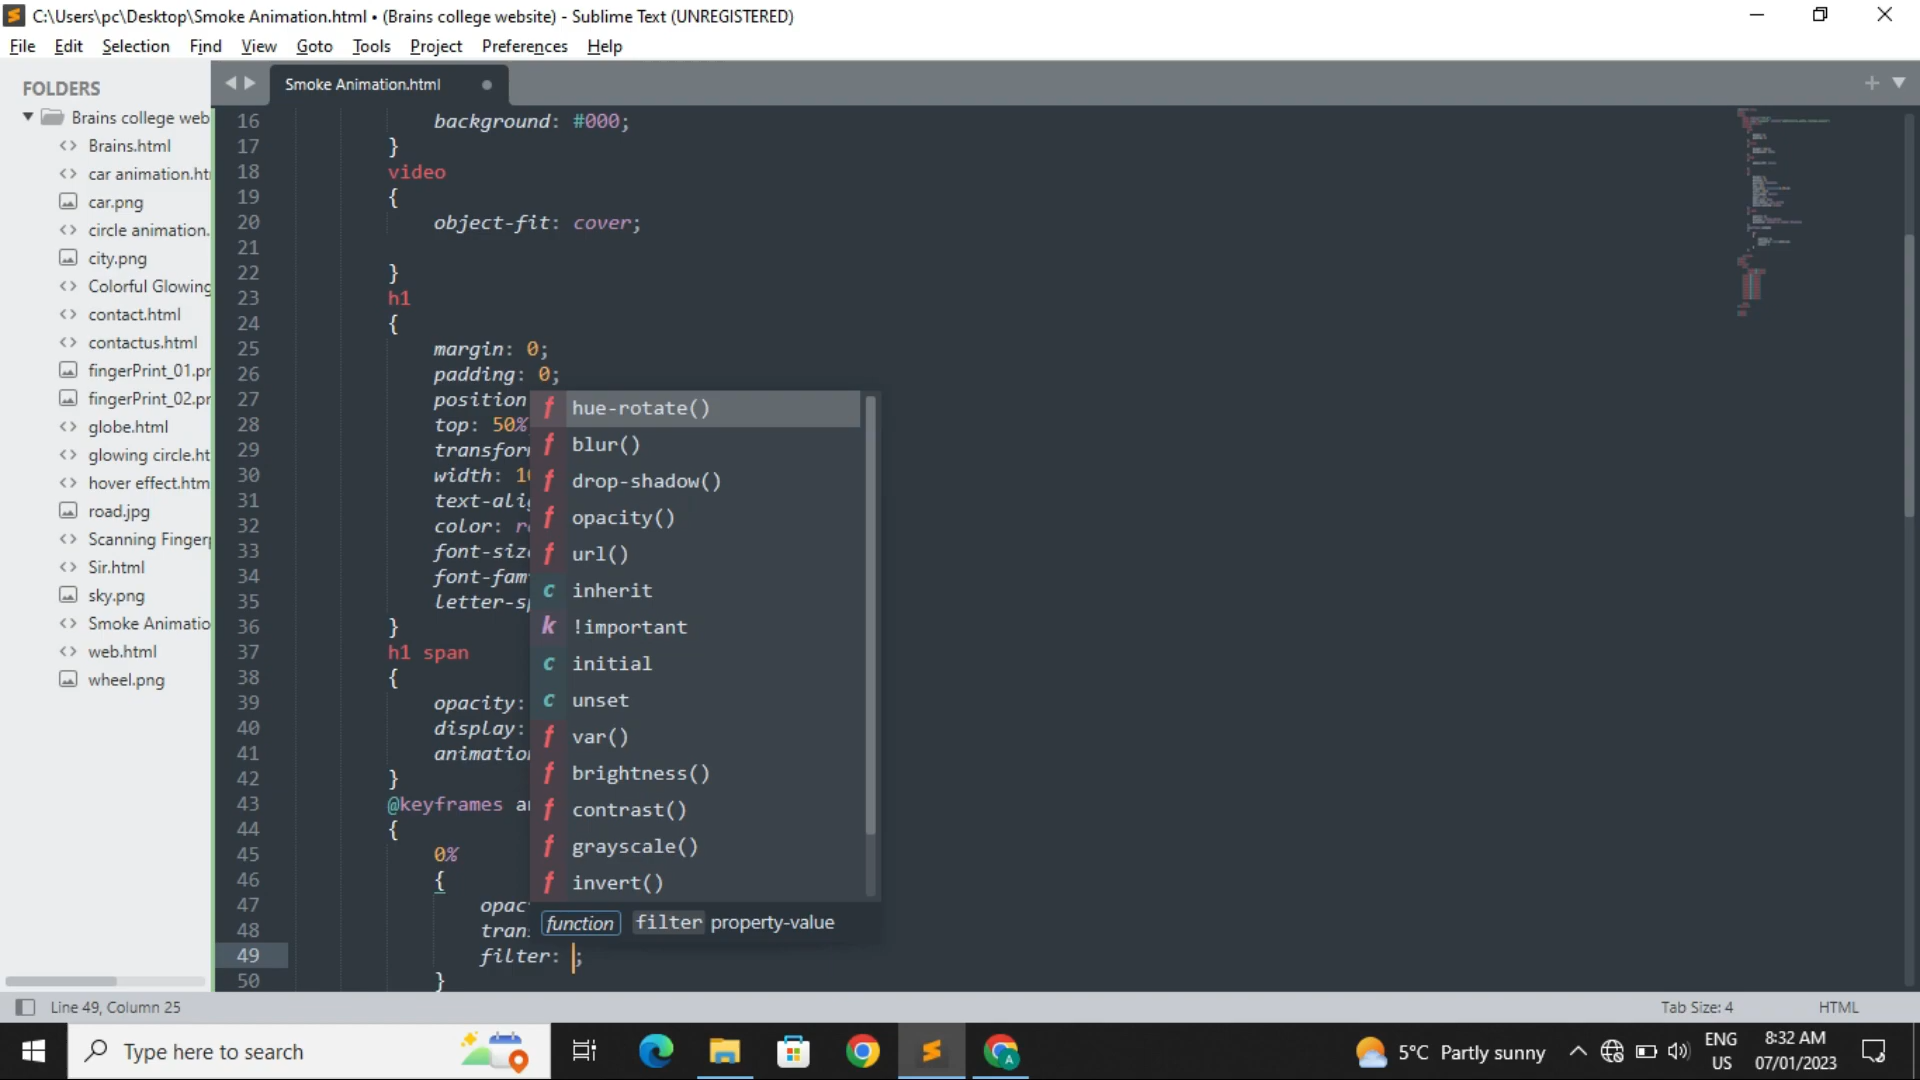 C:\Users\pc\Desktop\Smoke Animation.html • (Brains college website) - Sublime Text (UNREGISTERED)
File Edit Selection Find View Goto Tools Project Preferences Help
FOLDERS
Brains college web
Brains.html
car animation.ht
car.png
circle animation.
city.png
Colorful Glowing
contact.html
contactus.html
fingerPrint_01.pr
fingerPrint_02.pr
globe.html
glowing circle.ht
hover effect.htm
road.jpg
Scanning Finger
Sir.html
sky.png
Smoke Animatio
web.html
wheel.png
Smoke Animation.html
16 background: #000;
17 }
18 video
19 {
20 object-fit: cover;
21
22 }
23 h1
24 {
25 margin: 0;
26 padding: 0;
27 position
28 top: 50%
29 transfor
30 width: 1
31 text-ali
32 color: r
33 font-siz
34 font-fam
35 letter-s
36 }
37 h1 span
38 {
39 opacity:
40 display:
41 animation
42 }
43 @keyframes a
44 {
45 0%
46 {
47 opac
48 tran
49 filter: ;
50 }
f hue-rotate()
f blur()
f drop-shadow()
f opacity()
f url()
c inherit
k !important
c initial
c unset
f var()
f brightness()
f contrast()
f grayscale()
f invert()
function filter property-value
Line 49, Column 25
Tab Size: 4
HTML
Type here to search
5°C Partly sunny
ENG
US
8:32 AM
07/01/2023